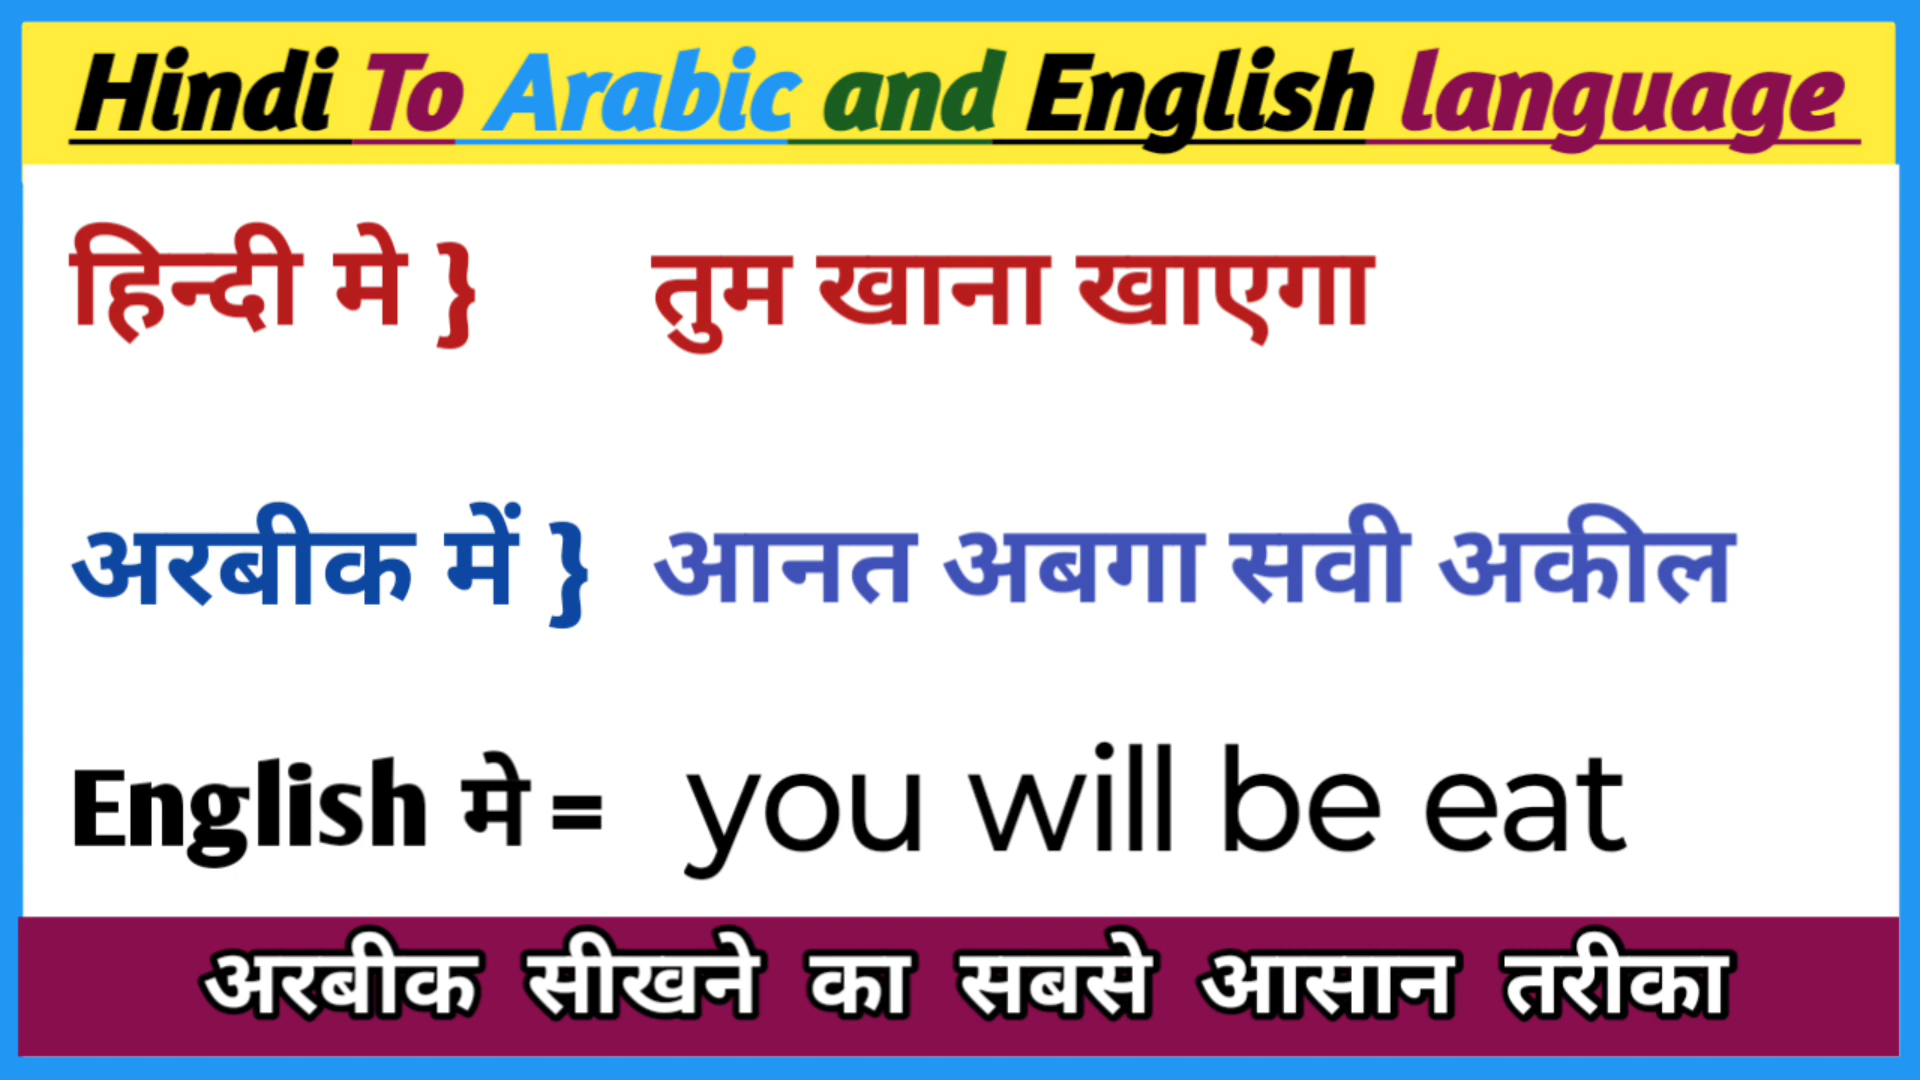 Hindi To Arabic and English language
हिन्दी मे } तुम खाना खाएगा
अरबीक में } आनत अबगा सवी अकील
English मे = you will be eat
अरबीक सीखने का सबसे आसान तरीका